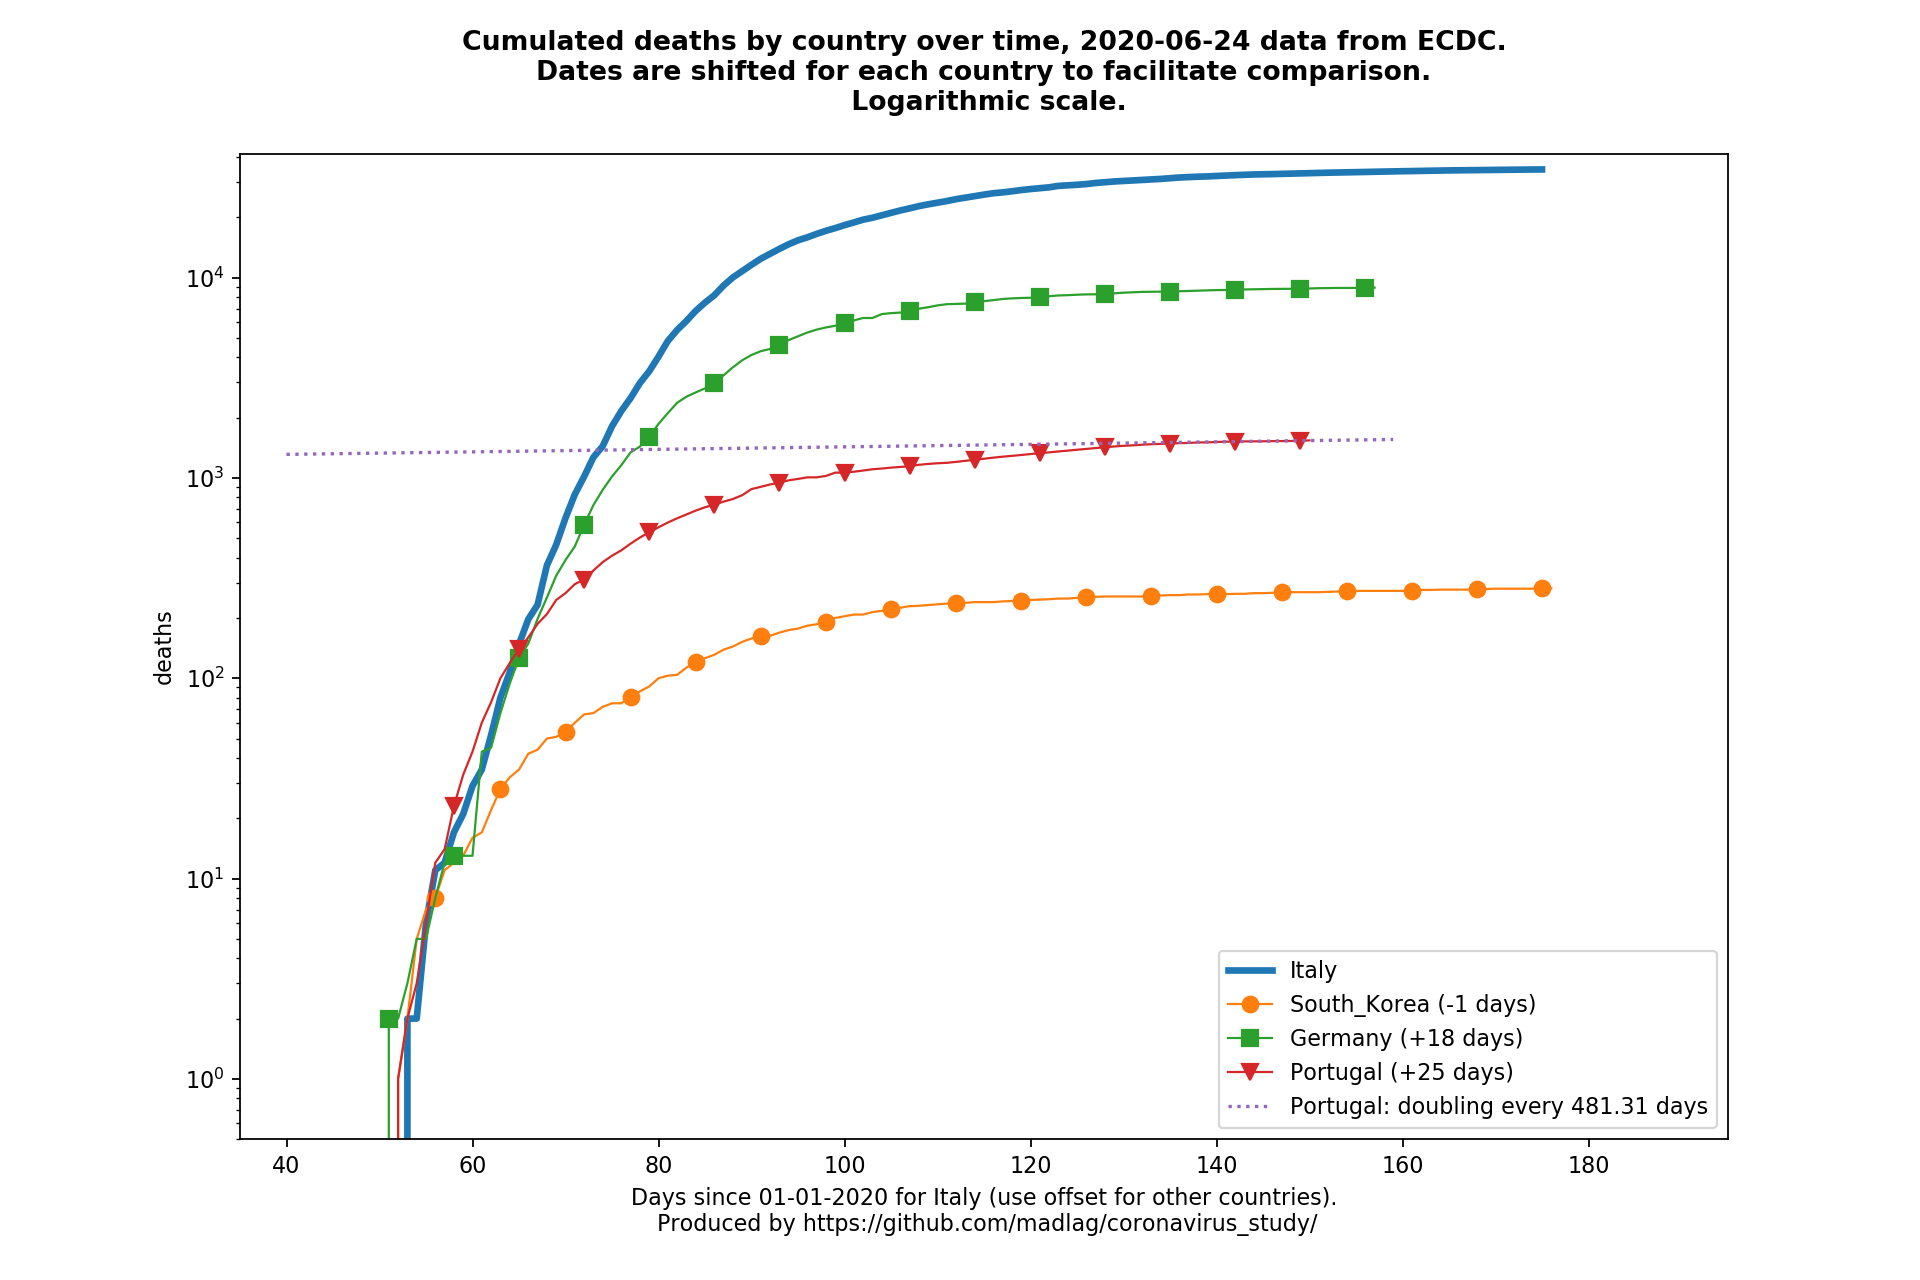 Cumulated deaths by country over time, 2020-06-24 data from ECDC.
Dates are shifted for each country to facilitate comparison.
Logarithmic scale.
deaths
10^4
10^3
10^2
10^1
10^0
Italy
South_Korea (-1 days)
Germany (+18 days)
Portugal (+25 days)
Portugal: doubling every 481.31 days
40 60 80 100 120 140 160 180
Days since 01-01-2020 for Italy (use offset for other countries).
Produced by https://github.com/madlag/coronavirus_study/